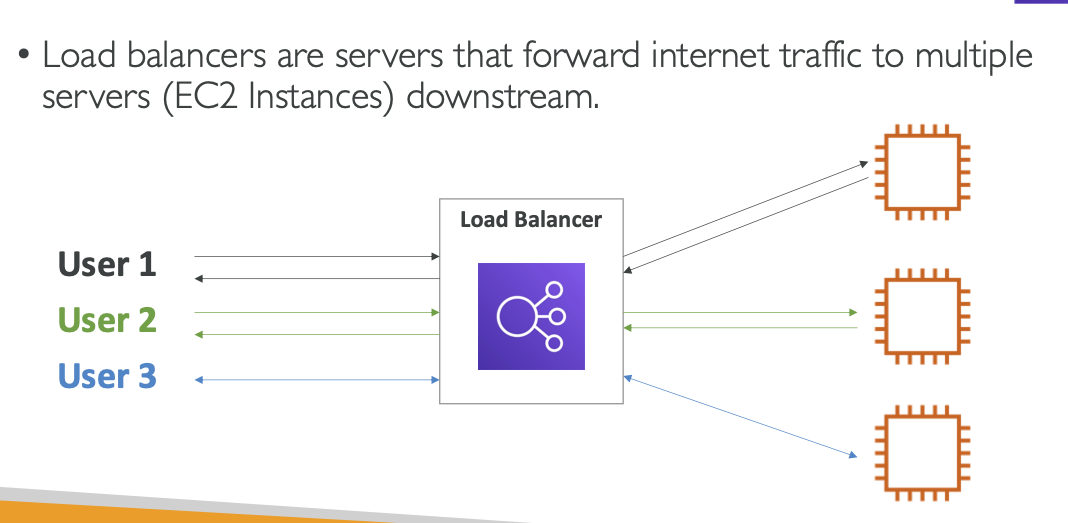 • Load balancers are servers that forward internet traffic to multiple
servers (EC2 Instances) downstream.
Load Balancer
User 1
User 2
User 3